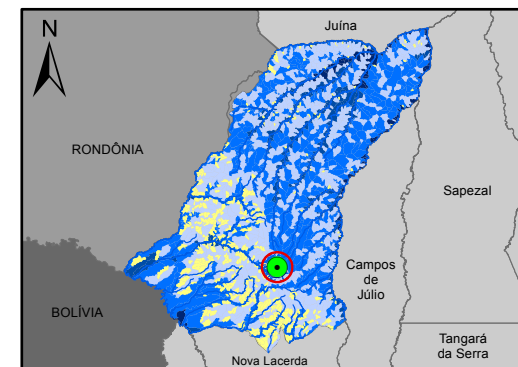 N
Juína
RONDÔNIA
Sapezal
Campos
de
Júlio
BOLÍVIA
Tangará
da Serra
Nova Lacerda